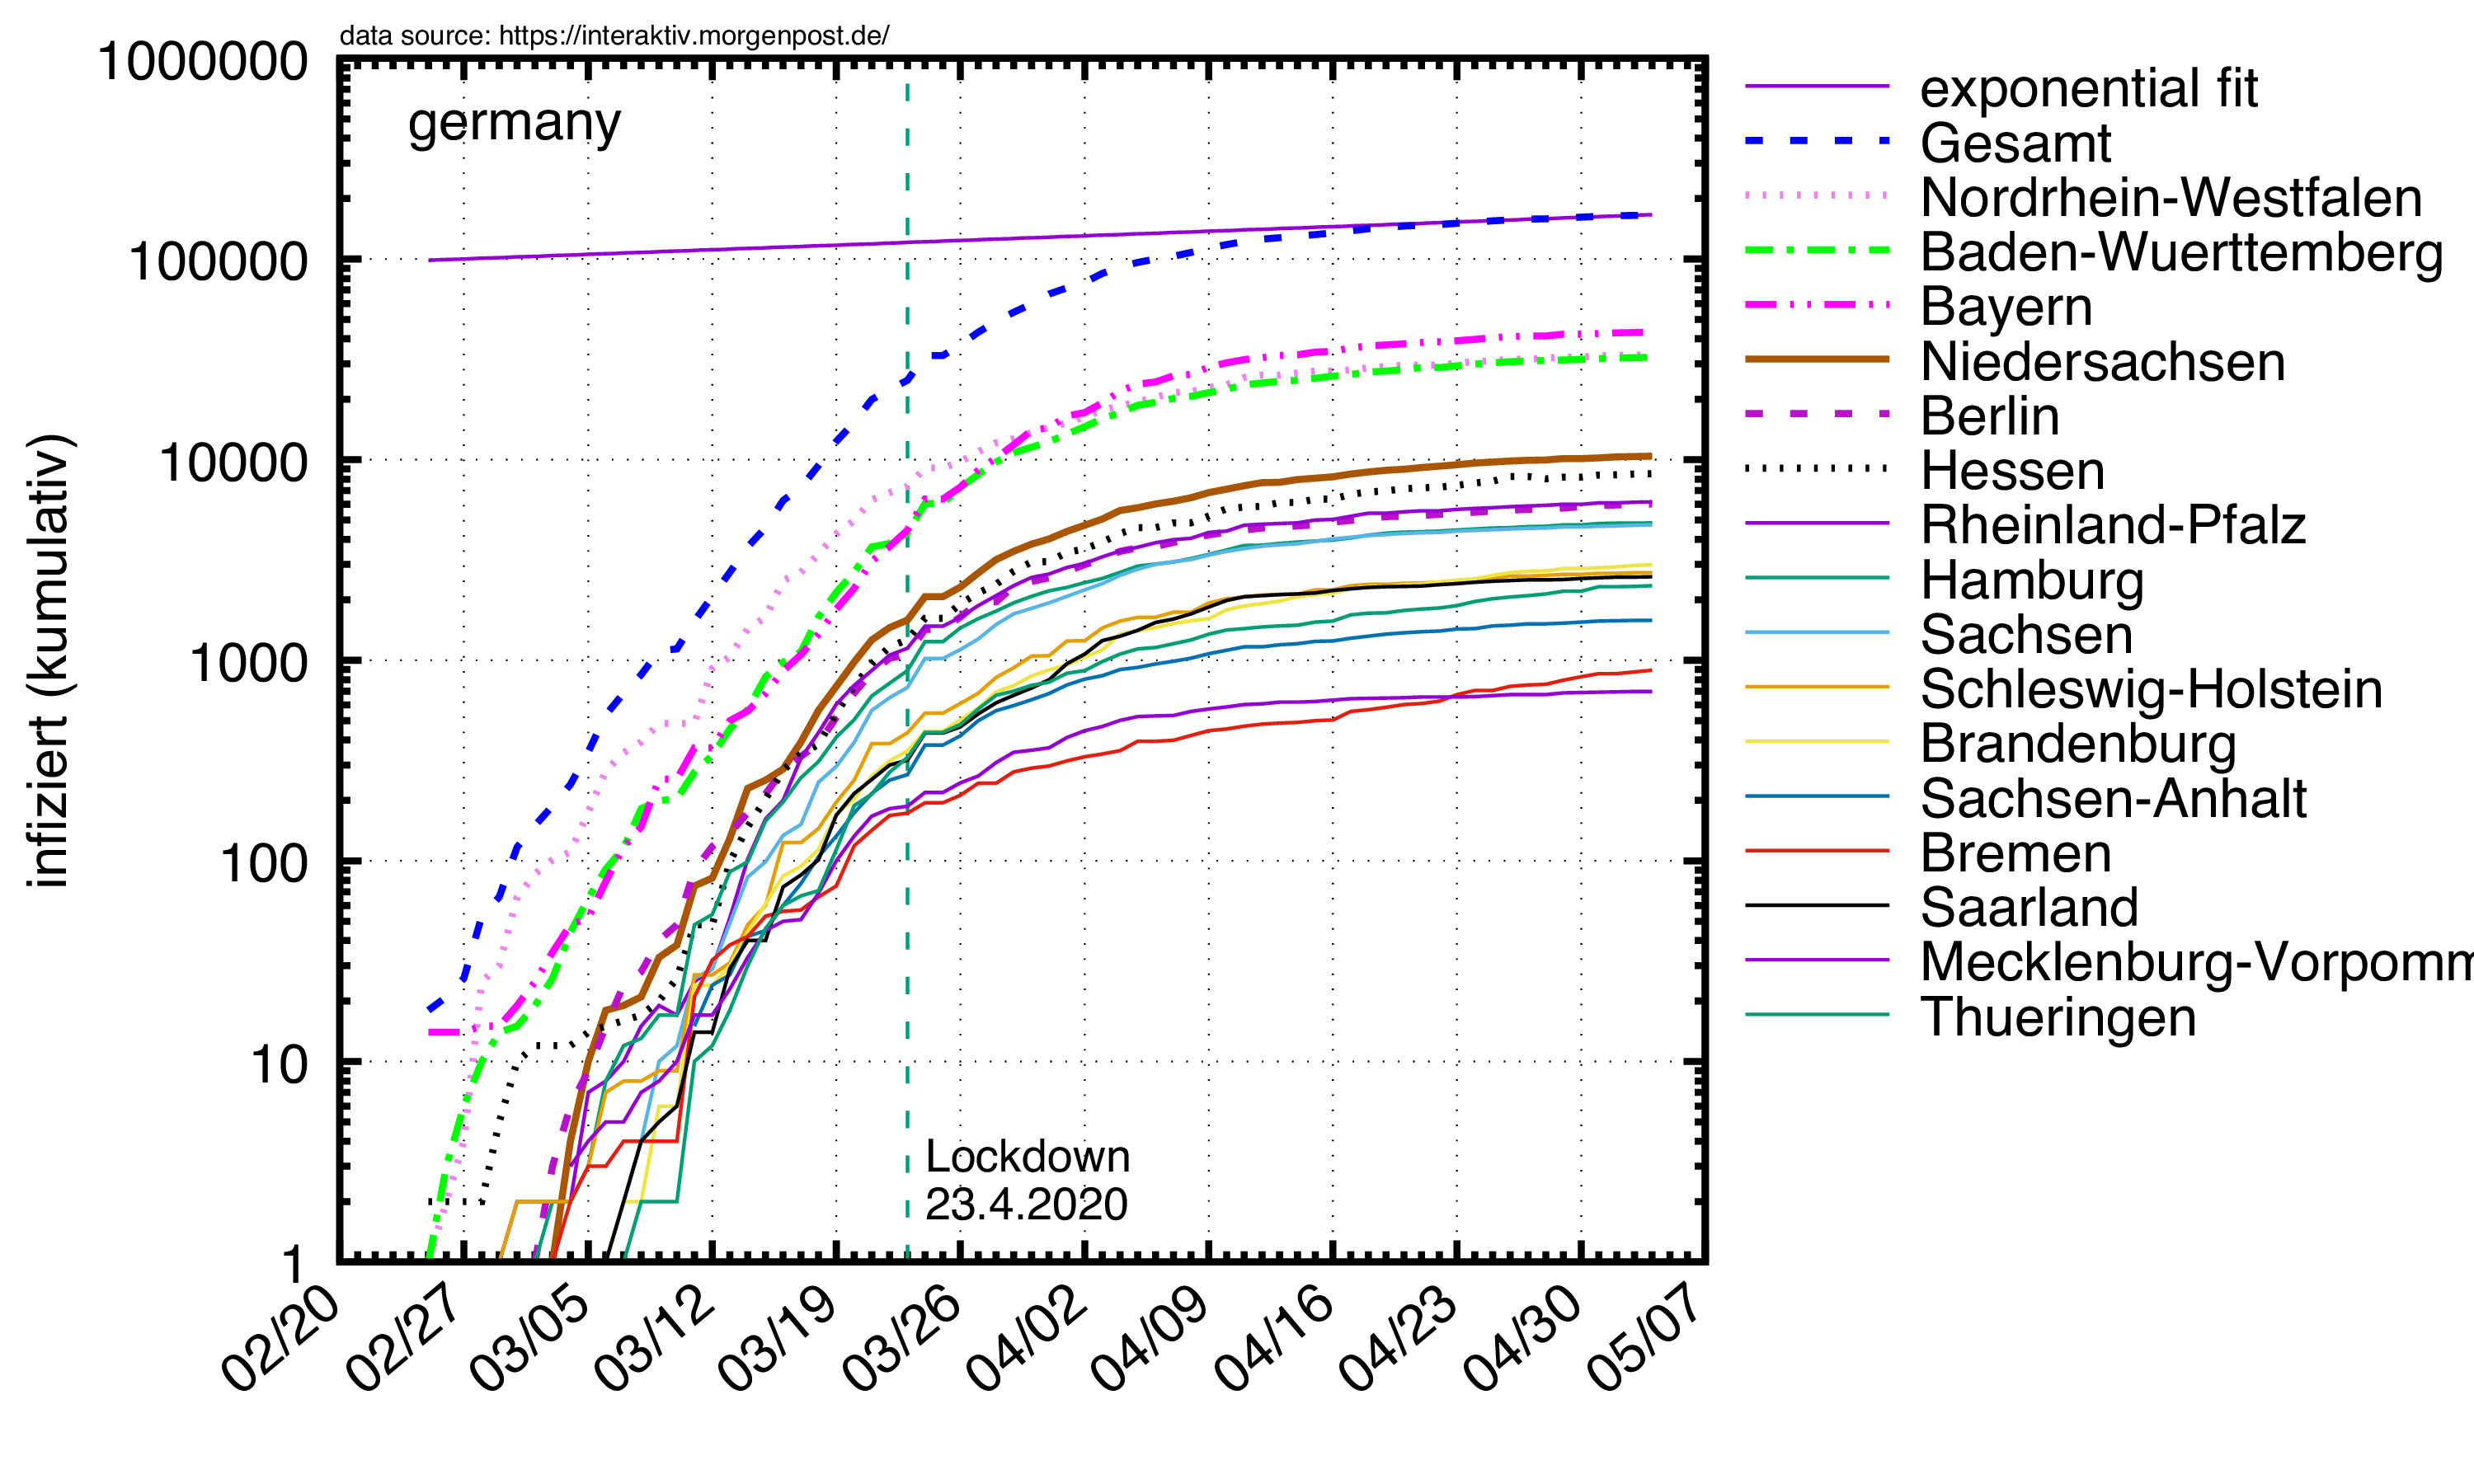 data source: https://interaktiv.morgenpost.de/
germany
infiziert (kumulativ)
1000000
100000
10000
1000
100
10
1
02/20
02/27
03/05
03/12
03/19
03/26
04/02
04/09
04/16
04/23
04/30
05/07
Lockdown
23.4.2020
exponential fit
Gesamt
Nordrhein-Westfalen
Baden-Wuerttemberg
Bayern
Niedersachsen
Berlin
Hessen
Rheinland-Pfalz
Hamburg
Sachsen
Schleswig-Holstein
Brandenburg
Sachsen-Anhalt
Bremen
Saarland
Mecklenburg-Vorpomm
Thueringen